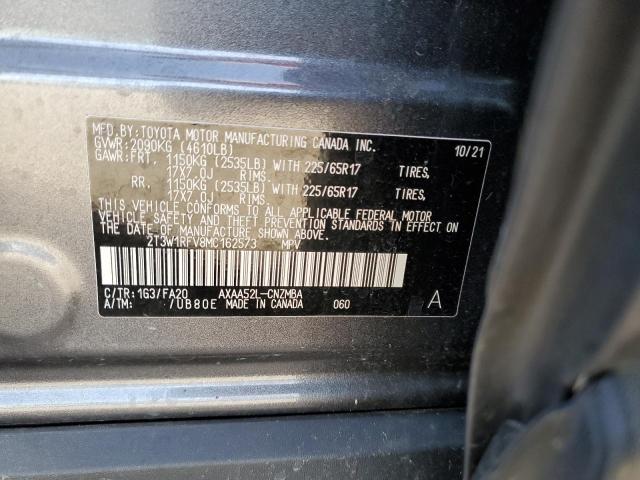 MFD.BY:TOYOTA MOTOR MANUFACTURING CANADA INC.
GVWR:2090KG (4610LB) 10/21
GAWR:FRT. 1150KG (2535LB) WITH 225/65R17 TIRES,
17X7.0J RIMS.
RR. 1150KG (2535LB) WITH 225/65R17 TIRES,
17X7.0J RIMS.
THIS VEHICLE CONFORMS TO ALL APPLICABLE FEDERAL MOTOR
VEHICLE SAFETY AND THEFT PREVENTION STANDARDS IN EFFECT ON
THE DATE OF MANUFACTURE SHOWN ABOVE.
2T3W1RFV8MC162573 MPV
C/TR:1G3/FA20 AXAA52L-CNZMBA
A/TM: /UB80E MADE IN CANADA 060 A